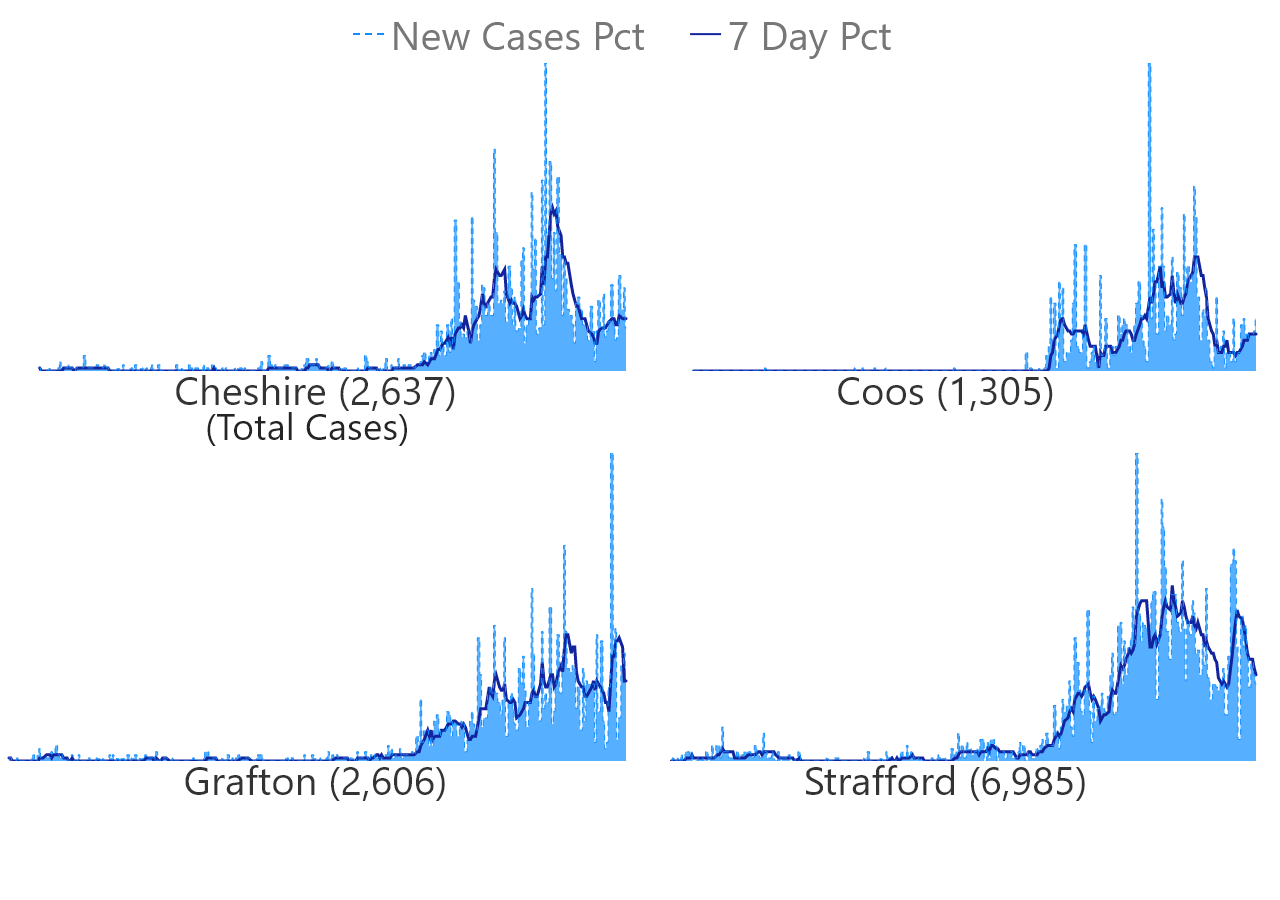 New Cases Pct 7 Day Pct
Cheshire (2,637)
(Total Cases)
Coos (1,305)
Grafton (2,606)
Strafford (6,985)